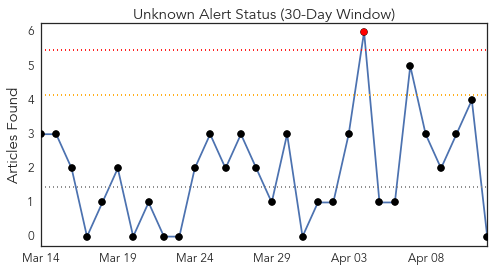 Unknown Alert Status (30-Day Window)
Articles Found
6
5
4
3
2
1
0
Mar 14
Mar 19
Mar 24
Mar 29
Apr 03
Apr 08